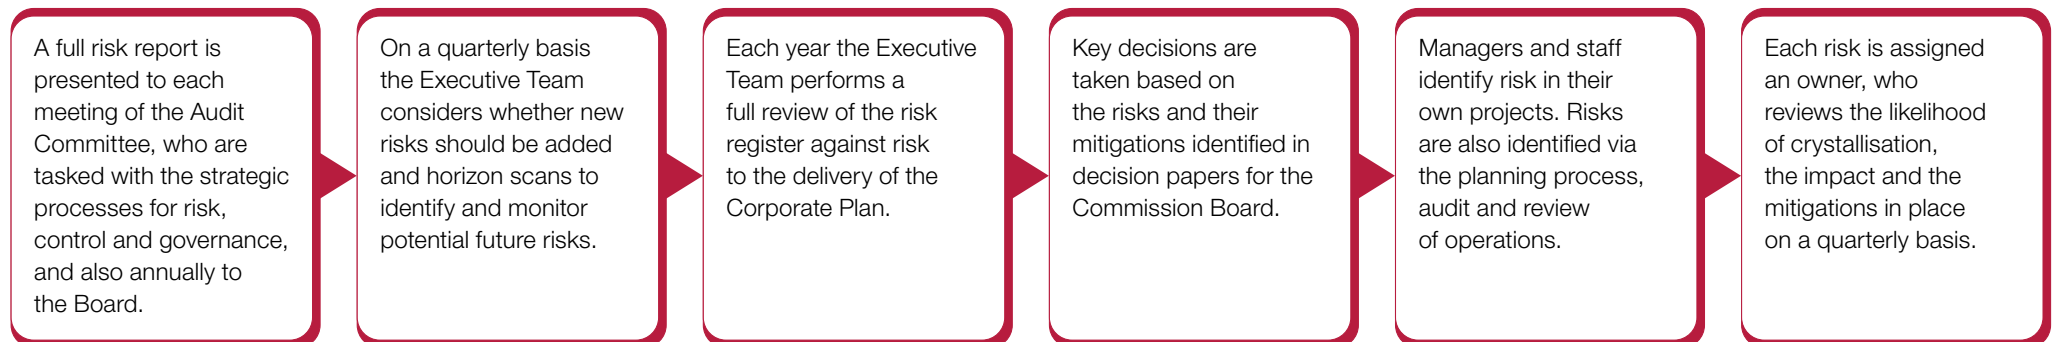 A full risk report is
presented to each
meeting of the Audit
Committee, who are
tasked with the strategic
processes for risk,
control and governance,
and also annually to
the Board.
On a quarterly basis
the Executive Team
considers whether new
risks should be added
and horizon scans to
identify and monitor
potential future risks.
Each year the Executive
Team performs a
full review of the risk
register against risk
to the delivery of the
Corporate Plan.
Key decisions are
taken based on
the risks and their
mitigations identified in
decision papers for the
Commission Board.
Managers and staff
identify risk in their
own projects. Risks
are also identified via
the planning process,
audit and review
of operations.
Each risk is assigned
an owner, who
reviews the likelihood
of crystallisation,
the impact and the
mitigations in place
on a quarterly basis.